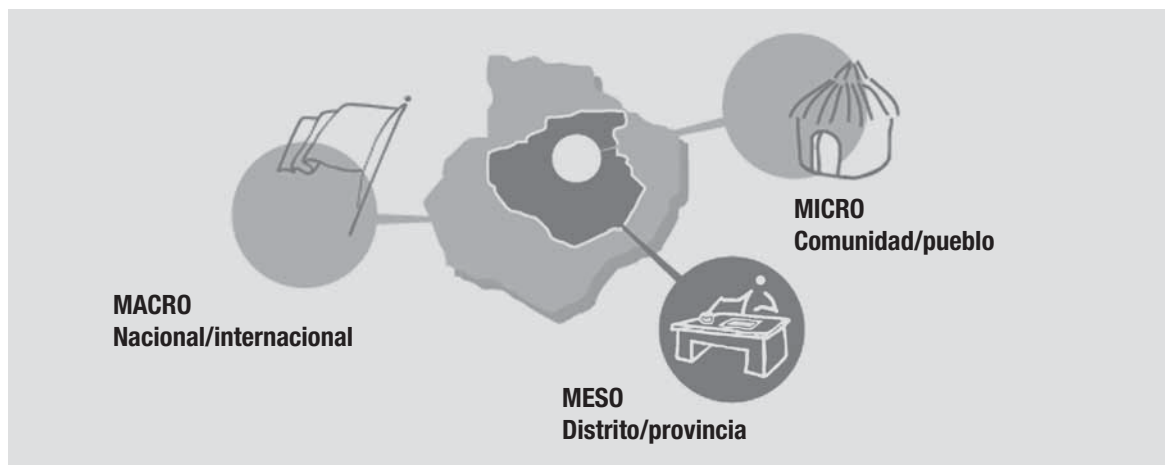 MACRO
Nacional/internacional
MICRO
Comunidad/pueblo
MESO
Distrito/provincia